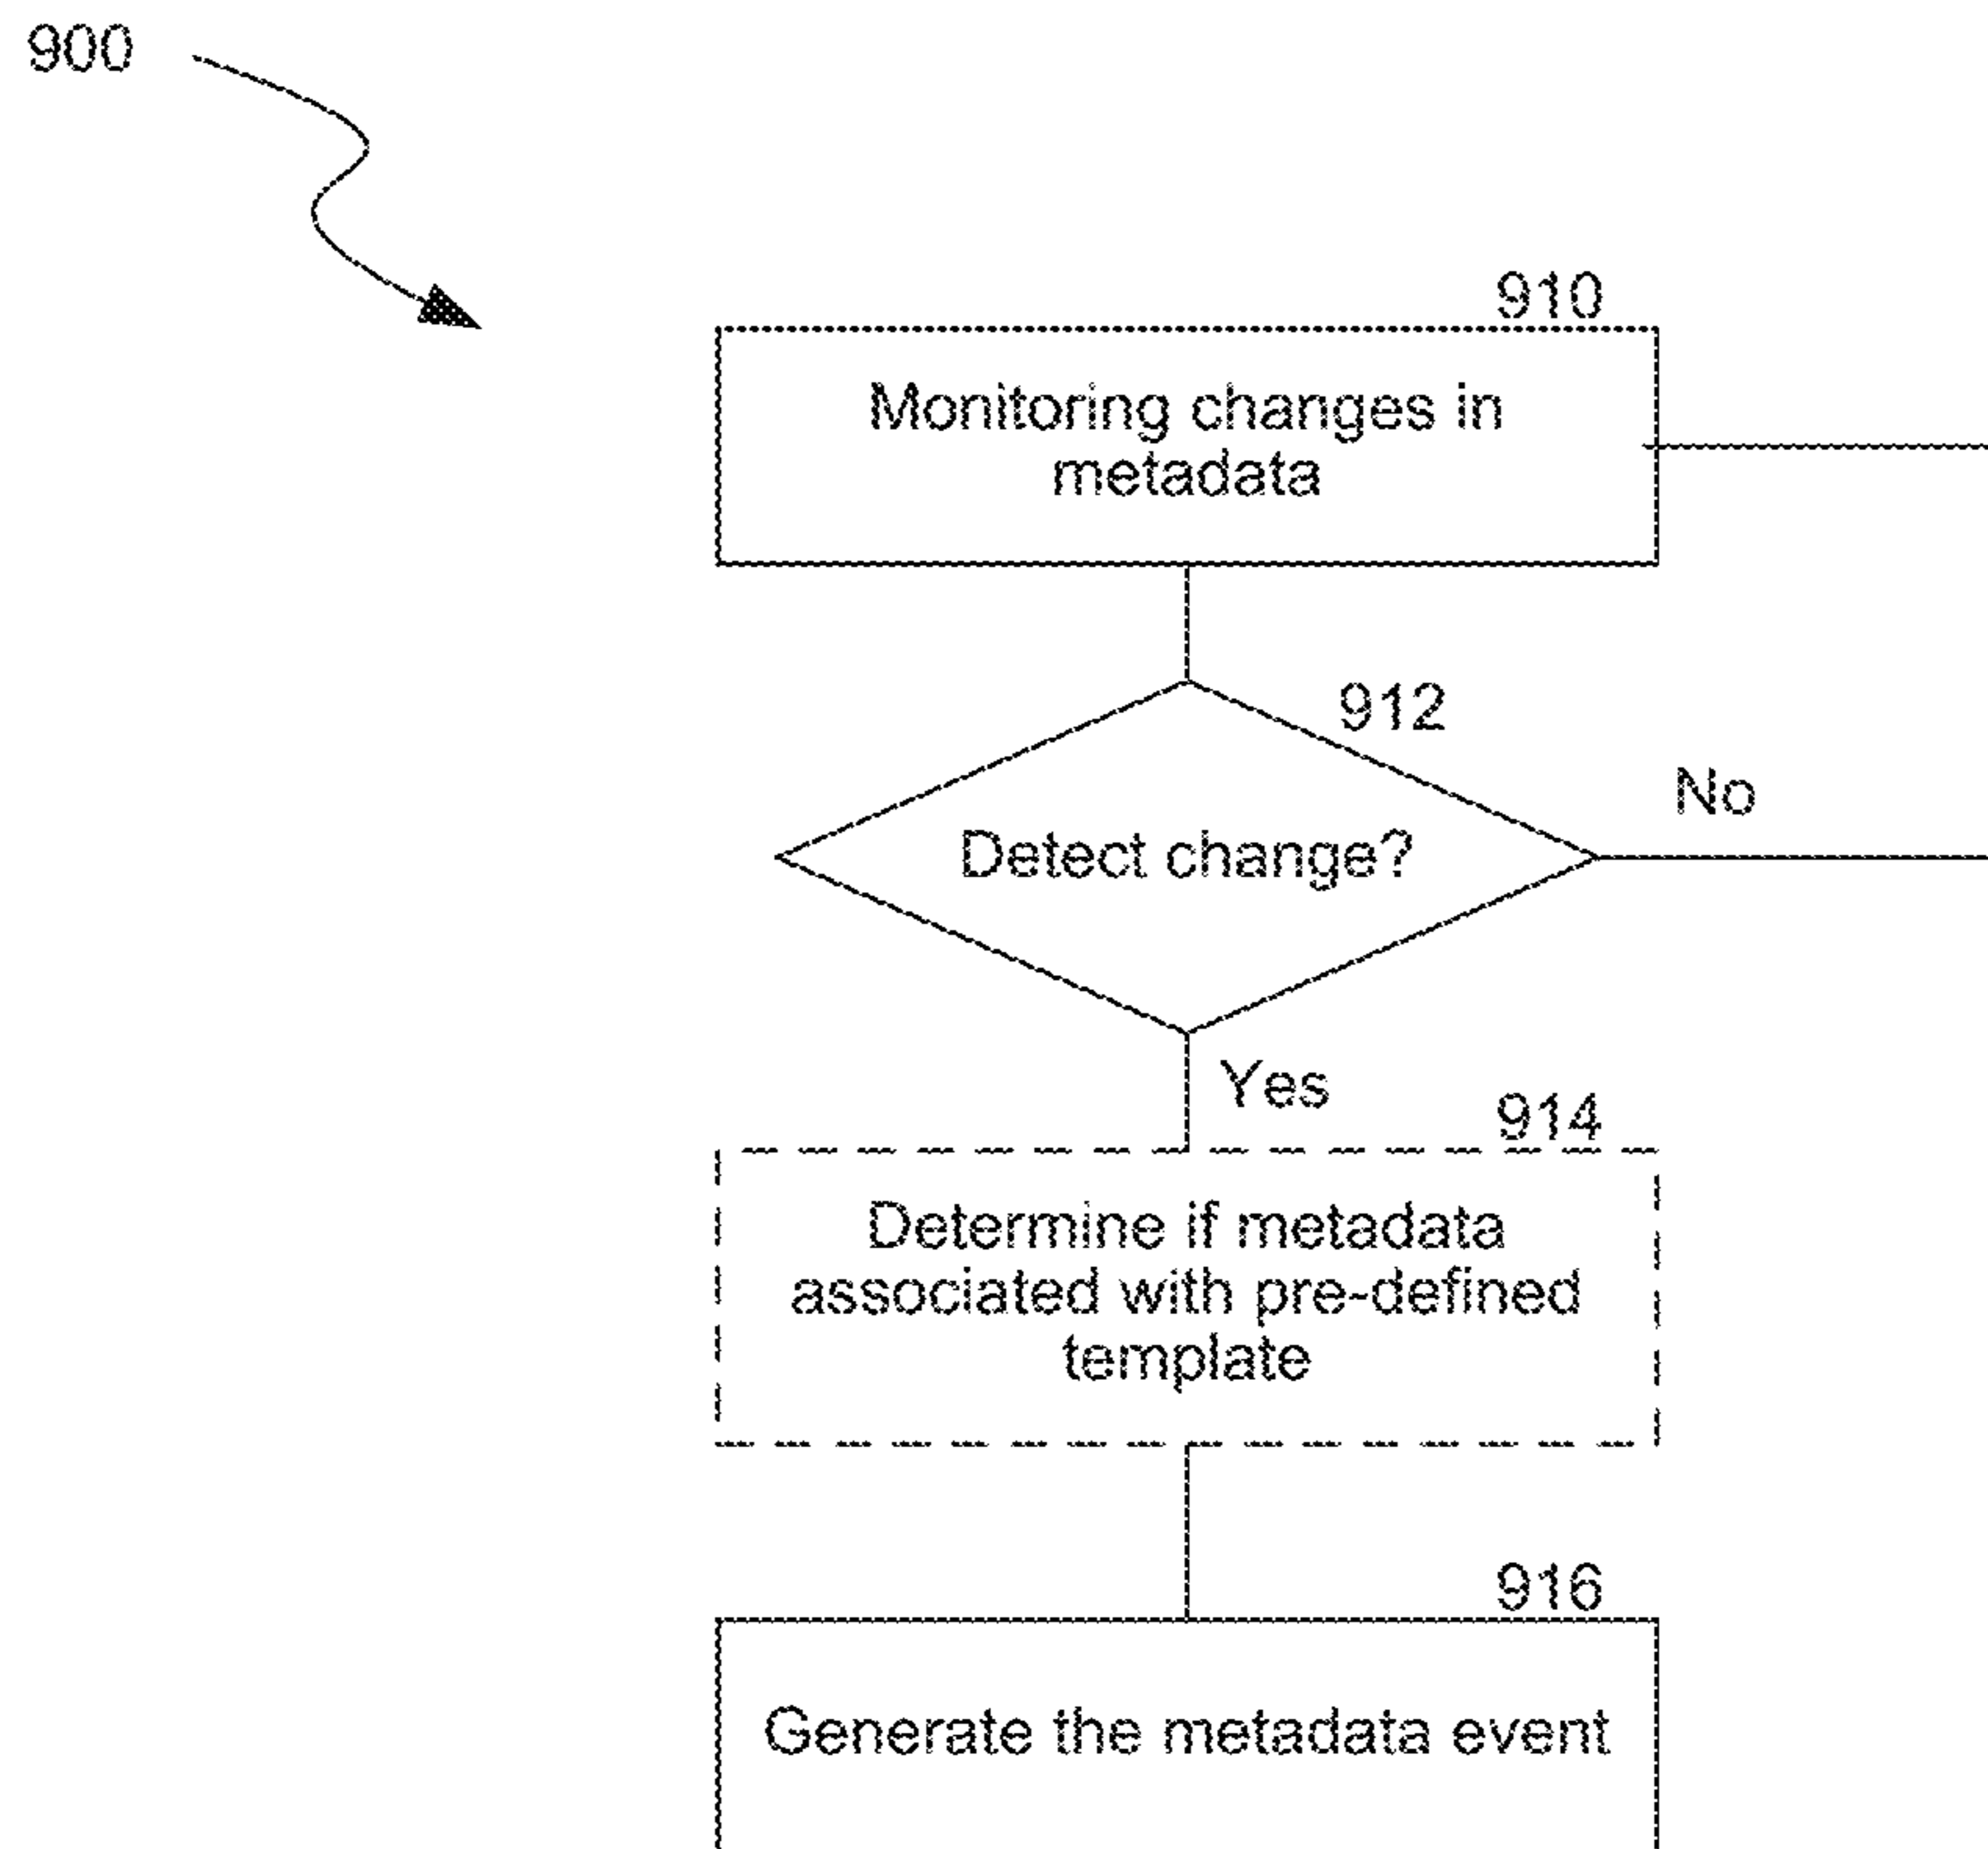 900
910
Monitoring changes in
metadata
912
Detect change?
No
Yes
914
Determine if metadata
associated with pre-defined
template
916
Generate the metadata event